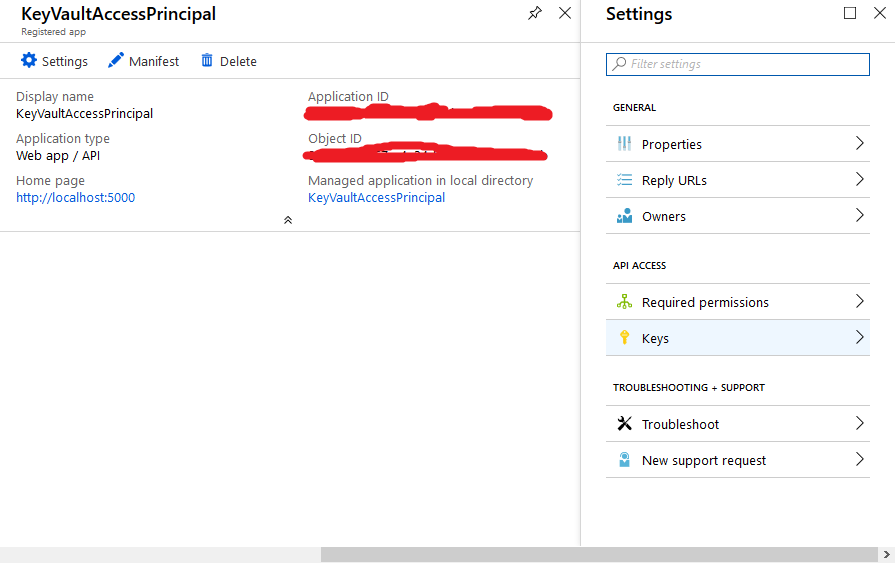 KeyVaultAccessPrincipal
Registered app
Settings
Manifest
Delete
Display name
KeyVaultAccessPrincipal
Application type
Web app / API
Home page
http://localhost:5000
Application ID
Object ID
Managed application in local directory
KeyVaultAccessPrincipal
Settings
Filter settings
GENERAL
Properties
Reply URLs
Owners
API ACCESS
Required permissions
Keys
TROUBLESHOOTING + SUPPORT
Troubleshoot
New support request